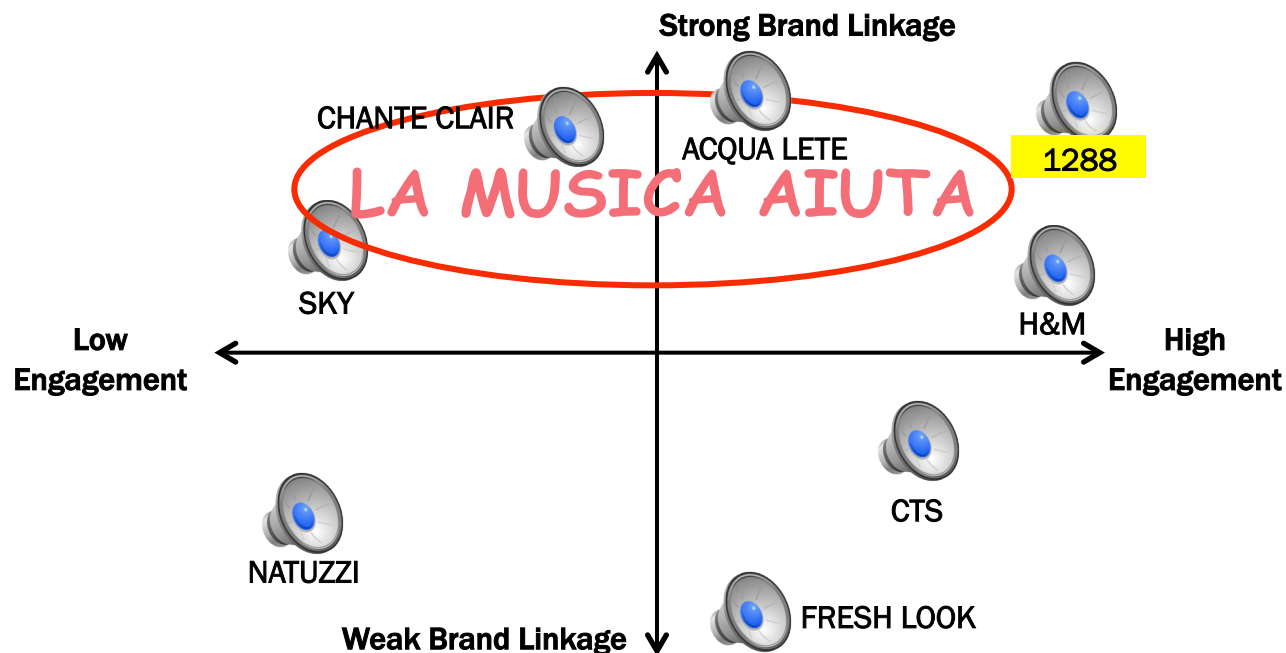 Strong Brand Linkage
CHANTE CLAIR
ACQUA LETE
1288
LA MUSICA AIUTA
SKY
H&M
Low
Engagement
High
Engagement
CTS
NATUZZI
FRESH LOOK
Weak Brand Linkage